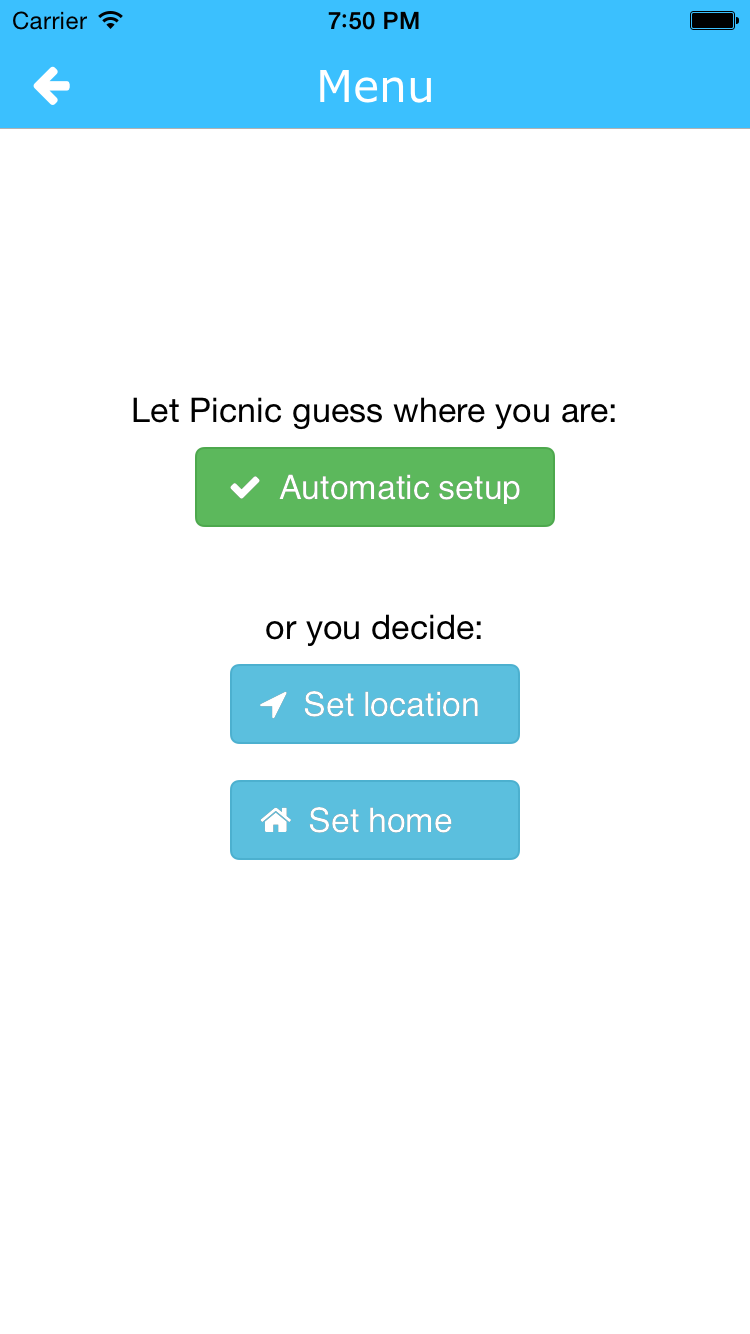 Carrier 7:50 PM
Menu
Let Picnic guess where you are:
Automatic setup
or you decide:
Set location
Set home